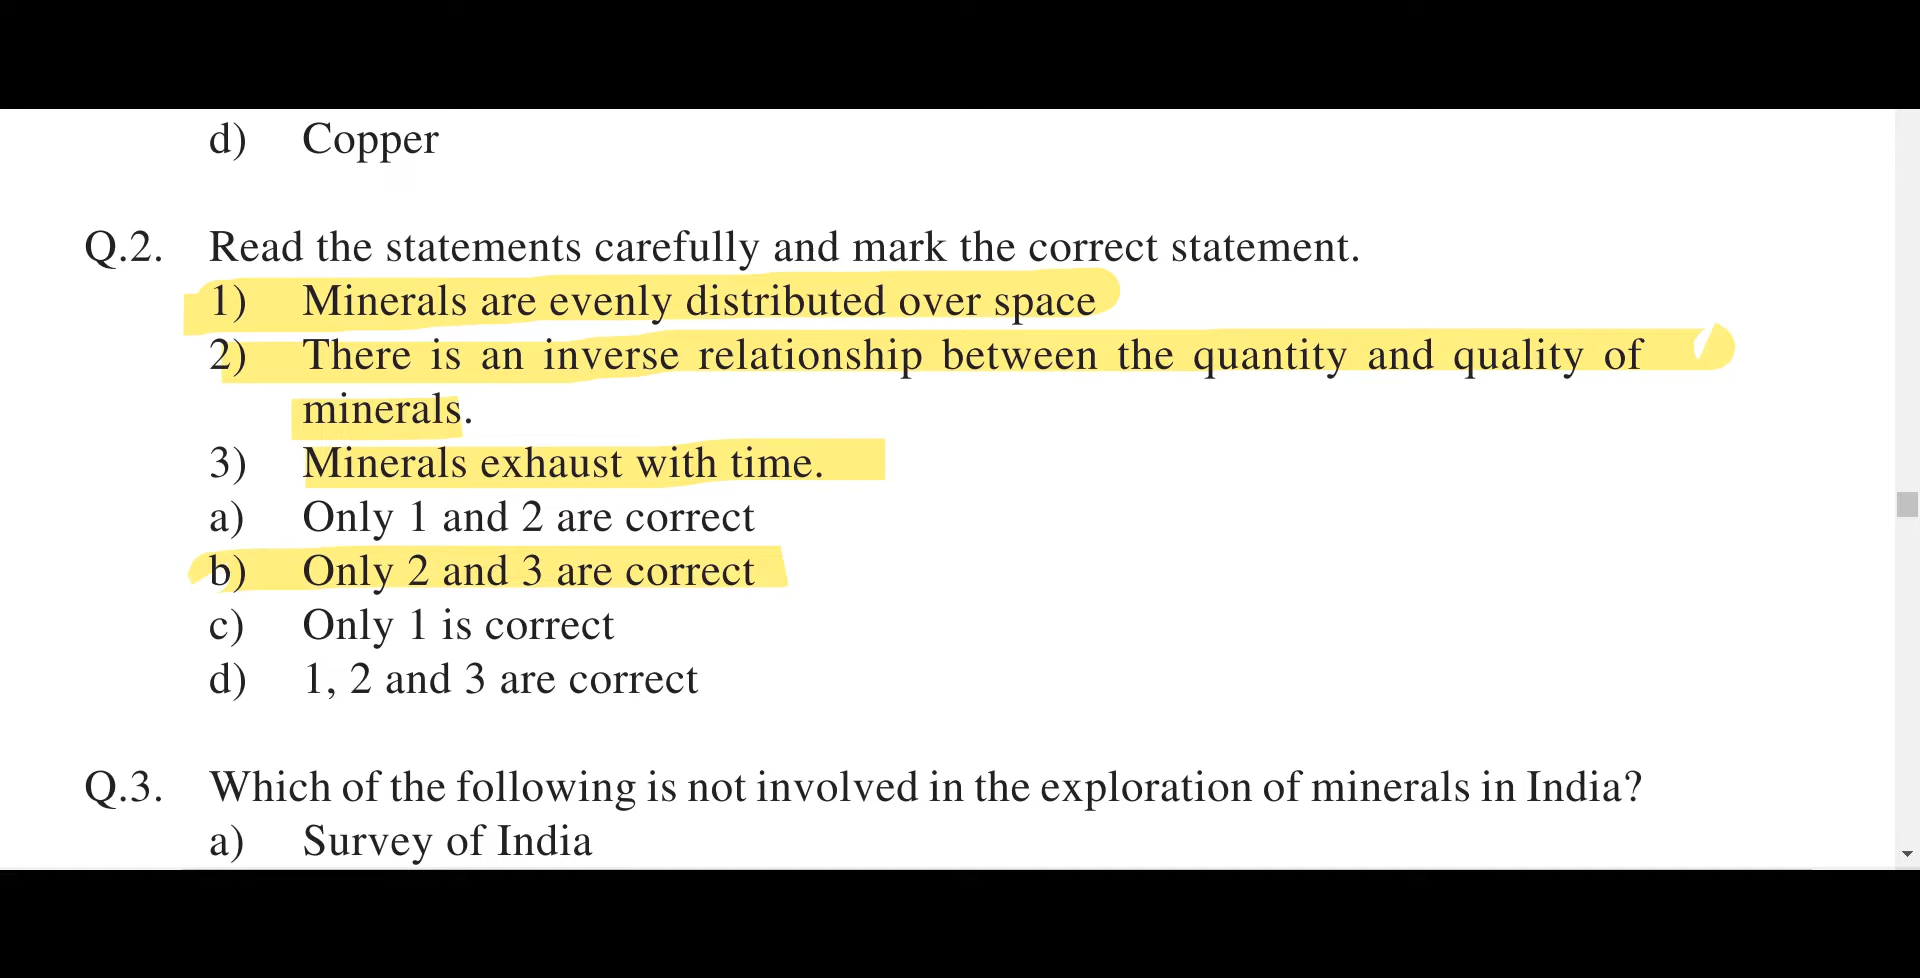 d) Copper
Q.2. Read the statements carefully and mark the correct statement.
1) Minerals are evenly distributed over space
2) There is an inverse relationship between the quantity and quality of
minerals.
3) Minerals exhaust with time.
a) Only 1 and 2 are correct
b) Only 2 and 3 are correct
c) Only 1 is correct
d) 1, 2 and 3 are correct
Q.3. Which of the following is not involved in the exploration of minerals in India?
a) Survey of India